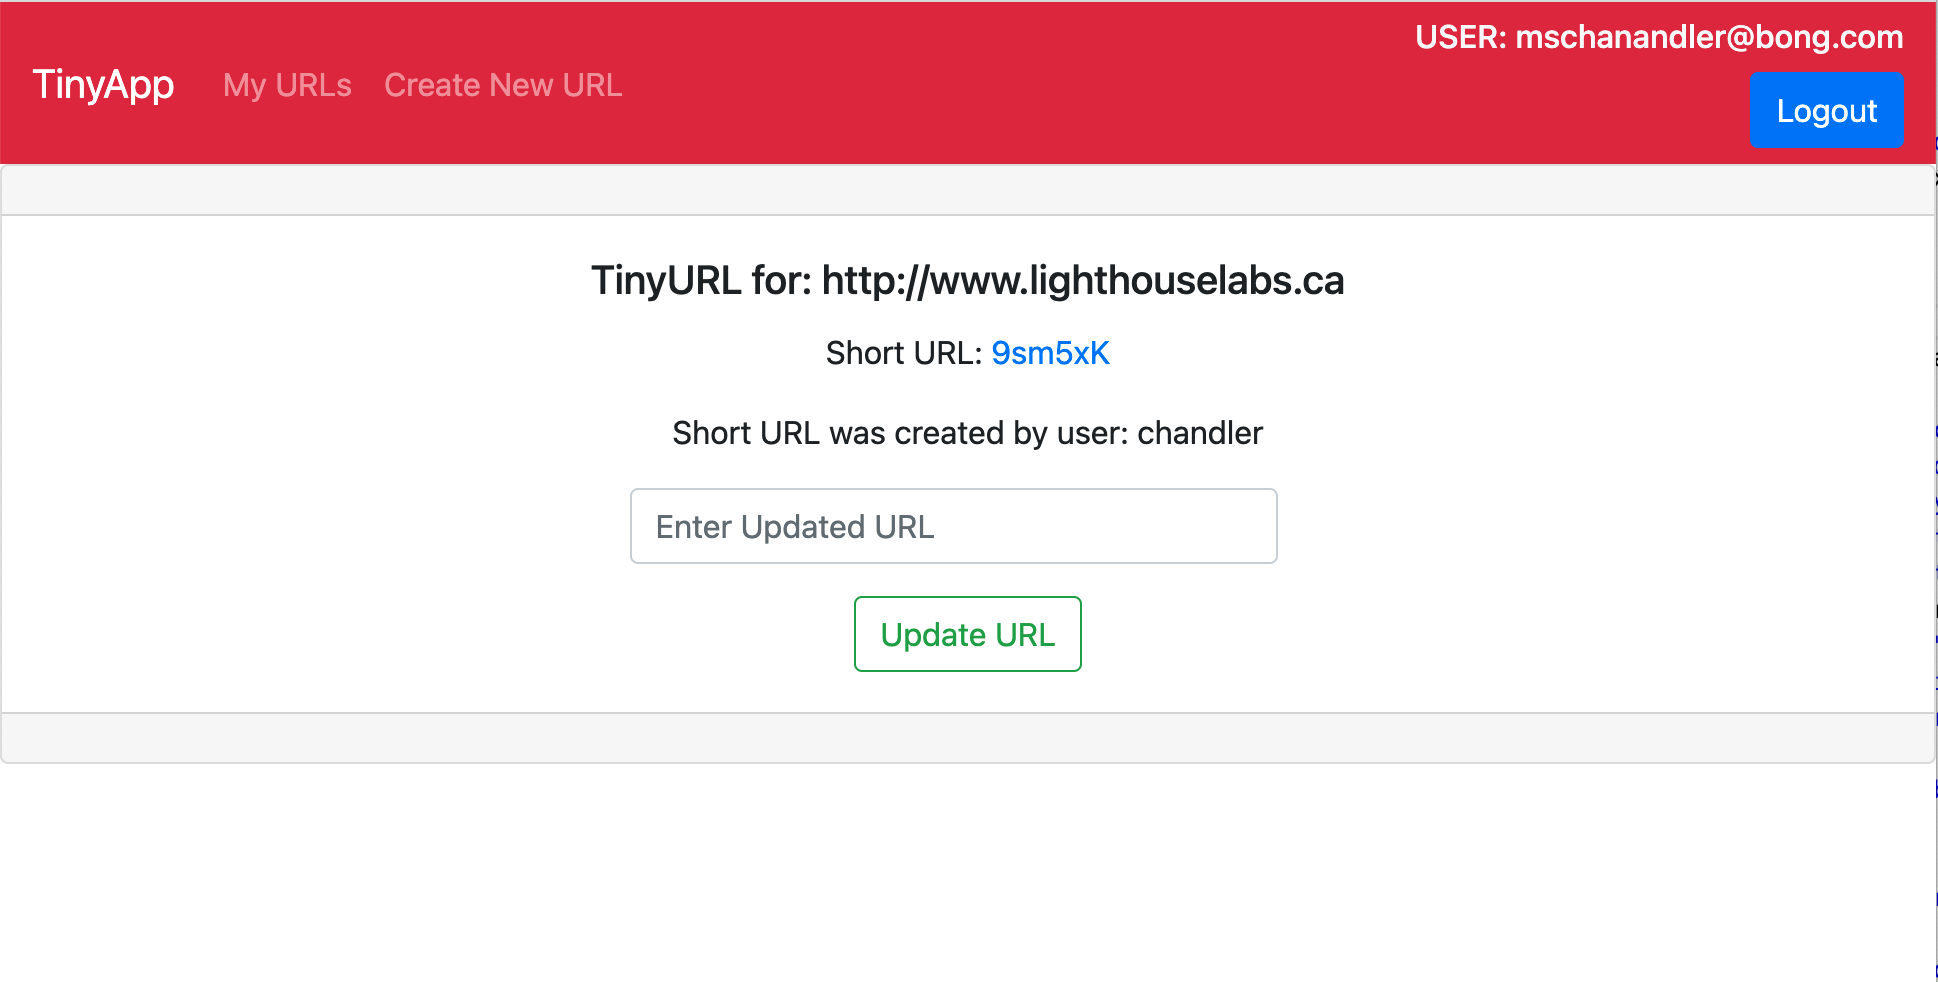 USER: mschanandler@bong.com
TinyApp My URLs Create New URL
Logout
TinyURL for: http://www.lighthouselabs.ca
Short URL: 9sm5xK
Short URL was created by user: chandler
Enter Updated URL
Update URL